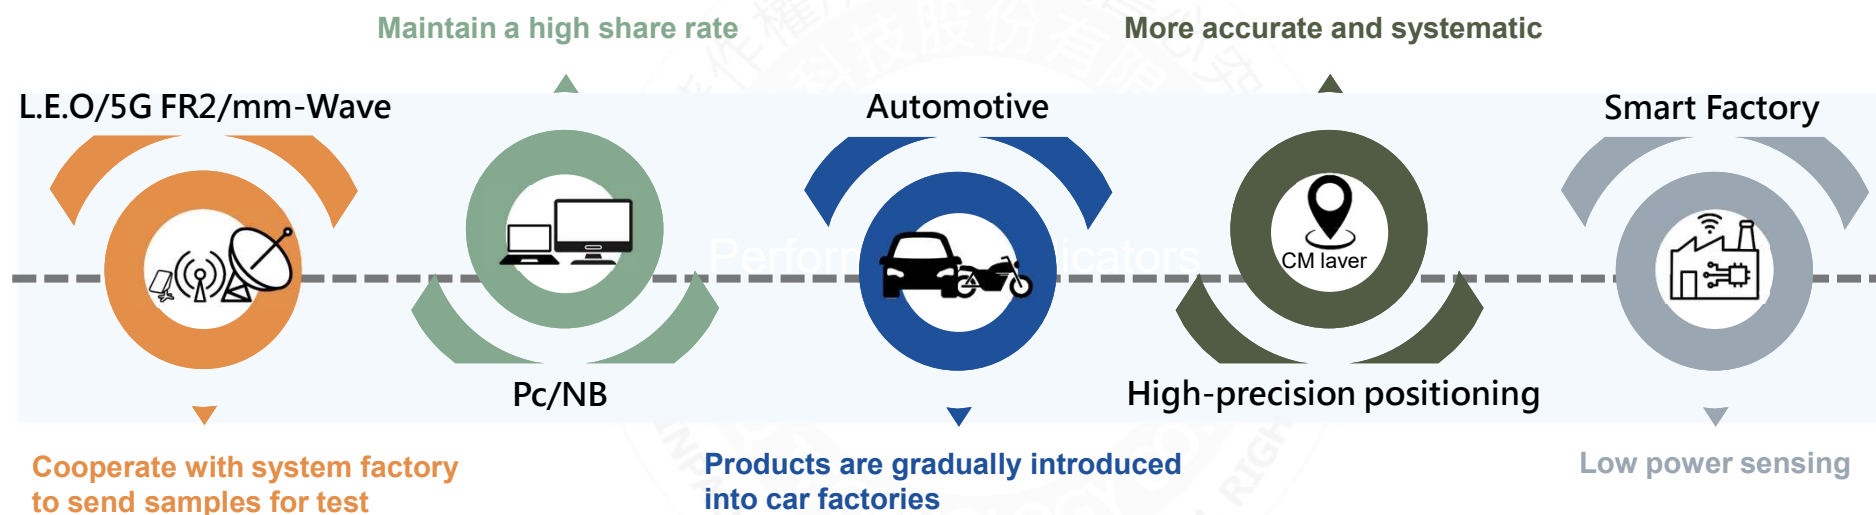 Maintain a high share rate
More accurate and systematic
L.E.O/5G FR2/mm-Wave
Automotive
Smart Factory
CM laver
Pc/NB
High-precision positioning
Cooperate with system factory
to send samples for test
Products are gradually introduced
into car factories
Low power sensing